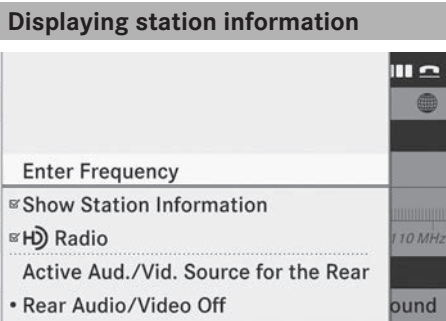 Displaying station information
Enter Frequency
Show Station Information
HD Radio
110 MHz
Active Aud./Vid. Source for the Rear
• Rear Audio/Video Off
ound